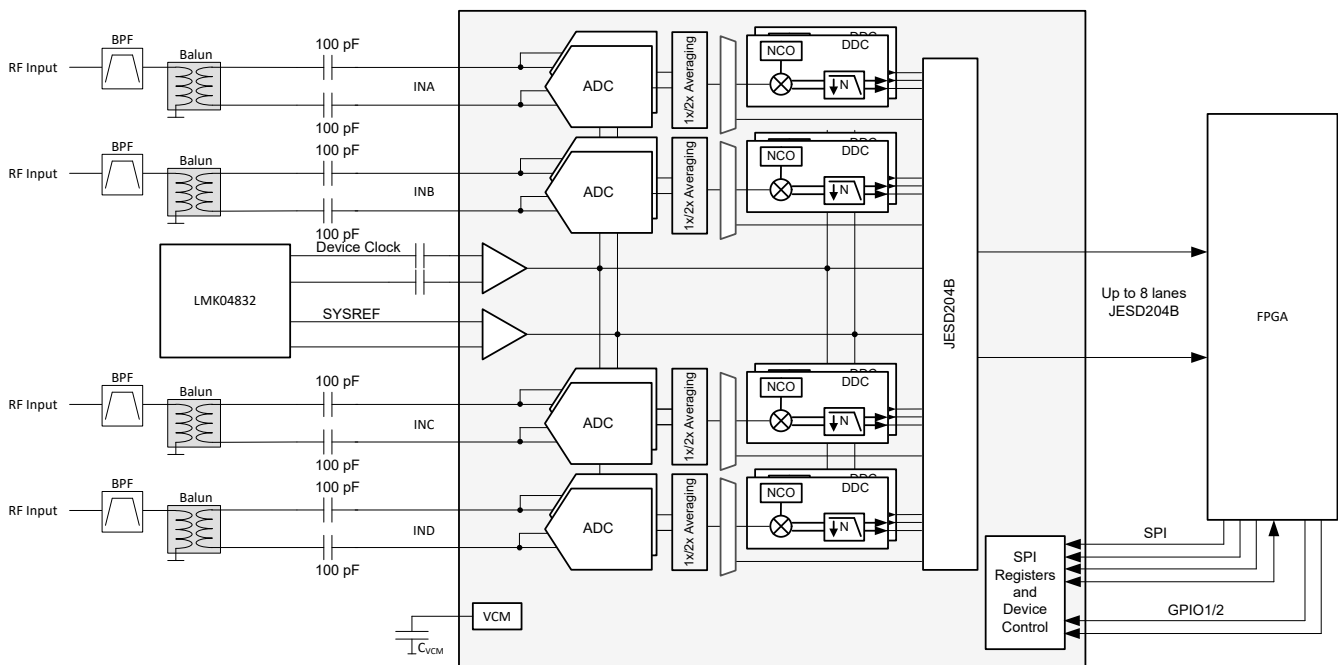 BPF
Balun
100 pF
RF Input
INA
100 pF
ADC
1x/2x Averaging
NCO
DDC
N
BPF
Balun
100 pF
RF Input
INB
100 pF
ADC
1x/2x Averaging
DDC
NCO
DDC
N
Device Clock
LMK04832
SYSREF
JESD204B
Up to 8 lanes
JESD204B
FPGA
BPF
Balun
100 pF
RF Input
INC
100 pF
ADC
1x/2x Averaging
NCO
DDC
N
BPF
Balun
100 pF
RF Input
IND
100 pF
ADC
1x/2x Averaging
DDC
NCO
DDC
N
SPI
SPI
Registers
and
Device
Control
GPIO1/2
VCM
CVCM